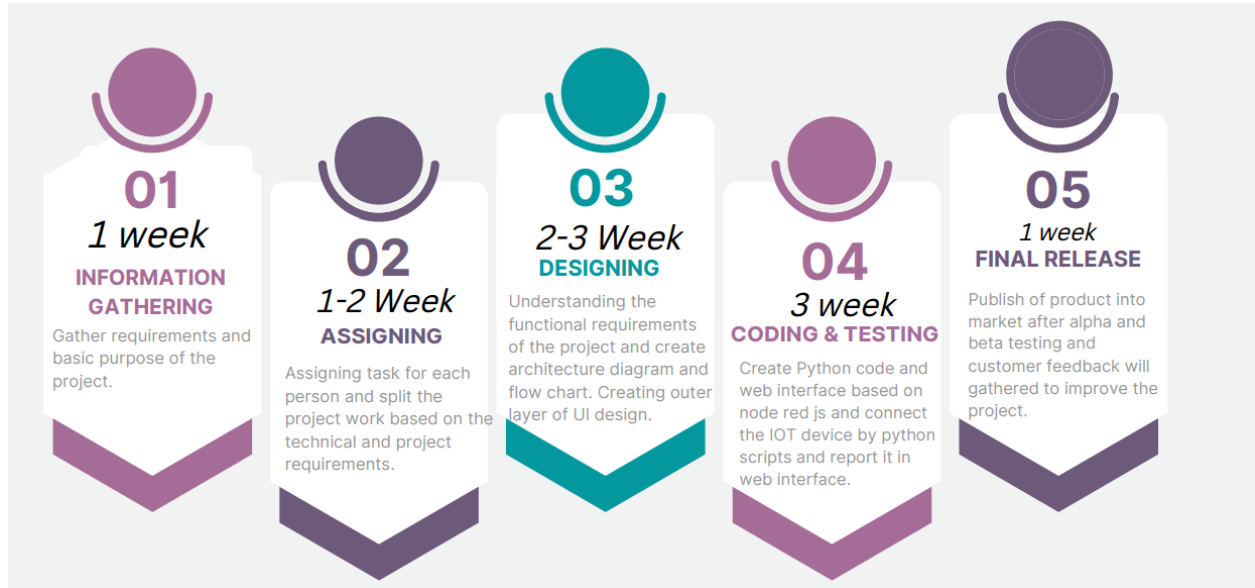 01
1 week
INFORMATION
GATHERING
Gather requirements and
basic purpose of the
project.
02
1-2 Week
ASSIGNING
Assigning task for each
person and split the
project work based on the
technical and project
requirements.
03
2-3 Week
DESIGNING
Understanding the
functional requirements
of the project and create
architecture diagram and
flow chart. Creating outer
layer of UI design.
04
3 week
CODING & TESTING
Create Python code and
web interface based on
node red js and connect
the IOT device by python
scripts and report it in
web interface.
05
1 week
FINAL RELEASE
Publish of product into
market after alpha and
beta testing and
customer feedback will
gathered to improve the
project.